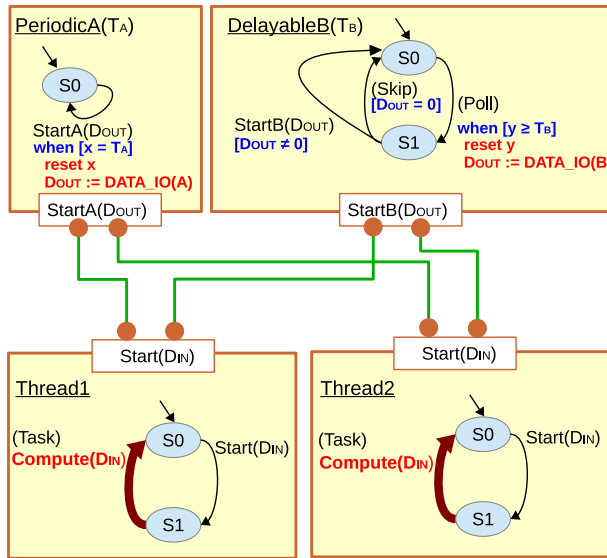 PeriodicA(TA)
S0
StartA(DOUT)
when [x = TA]
reset x
DOUT := DATA_IO(A)
StartA(DOUT)
DelayableB(TB)
S0
(Skip)
[DOUT = 0]
(Poll)
StartB(DOUT)
[DOUT ≠ 0]
S1
when [y ≥ TB]
reset y
DOUT := DATA_IO(B
StartB(DOUT)
Start(DIN)
Start(DIN)
Thread1
S0
(Task)
Compute(DIN)
Start(DIN)
S1
Thread2
S0
(Task)
Compute(DIN)
Start(DIN)
S1